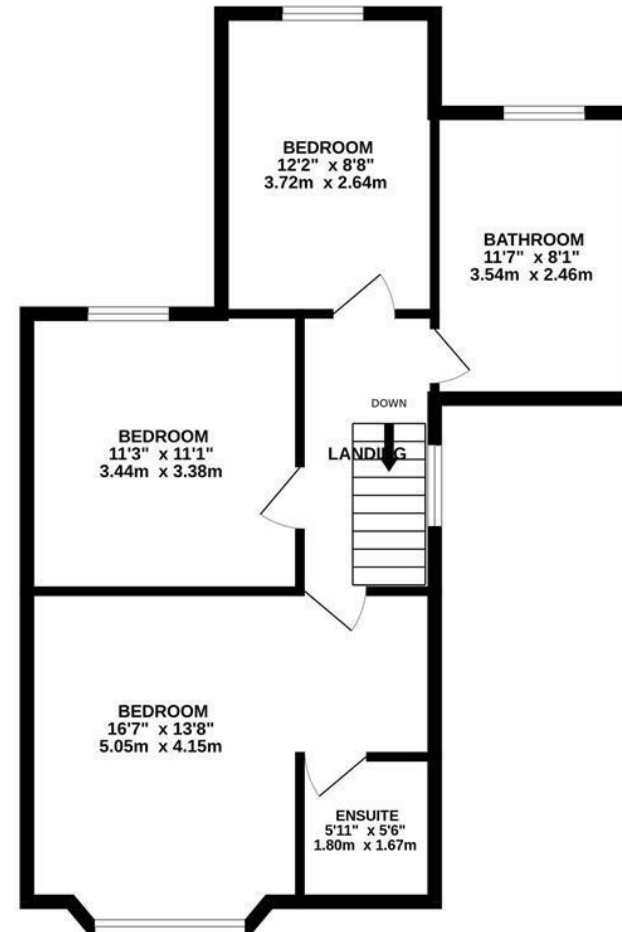 BEDROOM
12'2" x 8'8"
3.72m x 2.64m
BATHROOM
11'7" x 8'1"
3.54m x 2.46m
DOWN
LANDING
BEDROOM
11'3" x 11'1"
3.44m x 3.38m
BEDROOM
16'7" x 13'8"
5.05m x 4.15m
ENSUITE
5'11" x 5'6"
1.80m x 1.67m